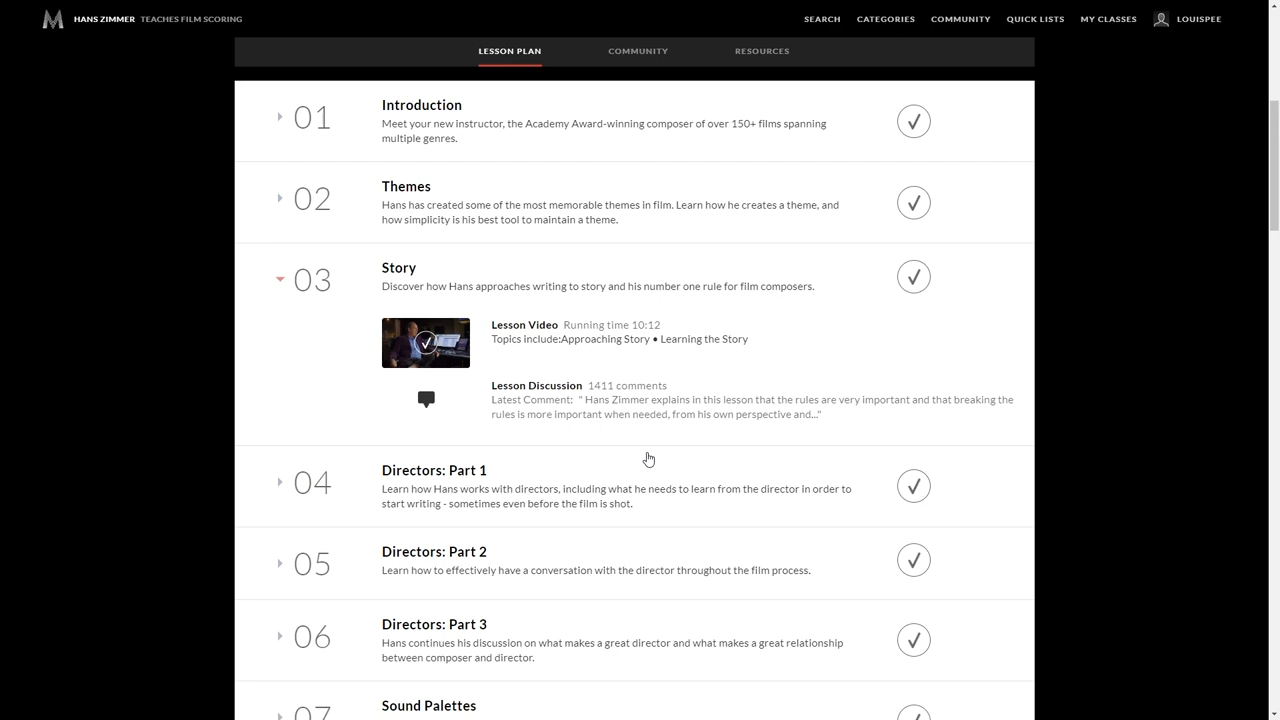 HANS ZIMMER TEACHES FILM SCORING
SEARCH CATEGORIES COMMUNITY QUICK LISTS MY CLASSES LOUISPEE
LESSON PLAN COMMUNITY RESOURCES
01 Introduction
Meet your new instructor, the Academy Award-winning composer of over 150+ films spanning
multiple genres.
02 Themes
Hans has created some of the most memorable themes in film. Learn how he creates a theme, and
how simplicity is his best tool to maintain a theme.
03 Story
Discover how Hans approaches writing to story and his number one rule for film composers.
Lesson Video Running time 10:12
Topics include:Approaching Story • Learning the Story
Lesson Discussion 1411 comments
Latest Comment: " Hans Zimmer explains in this lesson that the rules are very important and that breaking the
rules is more important when needed, from his own perspective and..."
04 Directors: Part 1
Learn how Hans works with directors, including what he needs to learn from the director in order to
start writing - sometimes even before the film is shot.
05 Directors: Part 2
Learn how to effectively have a conversation with the director throughout the film process.
06 Directors: Part 3
Hans continues his discussion on what makes a great director and what makes a great relationship
between composer and director.
07 Sound Palettes